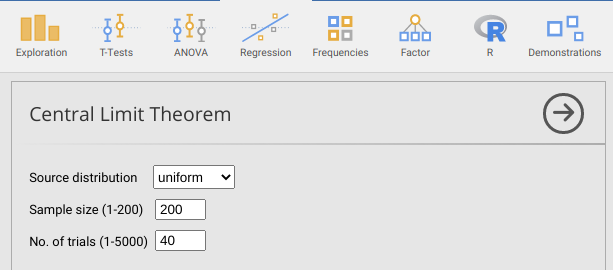 Exploration T-Tests ANOVA Regression Frequencies Factor R Demonstrations
Central Limit Theorem
Source distribution uniform
Sample size (1-200) 200
No. of trials (1-5000) 40